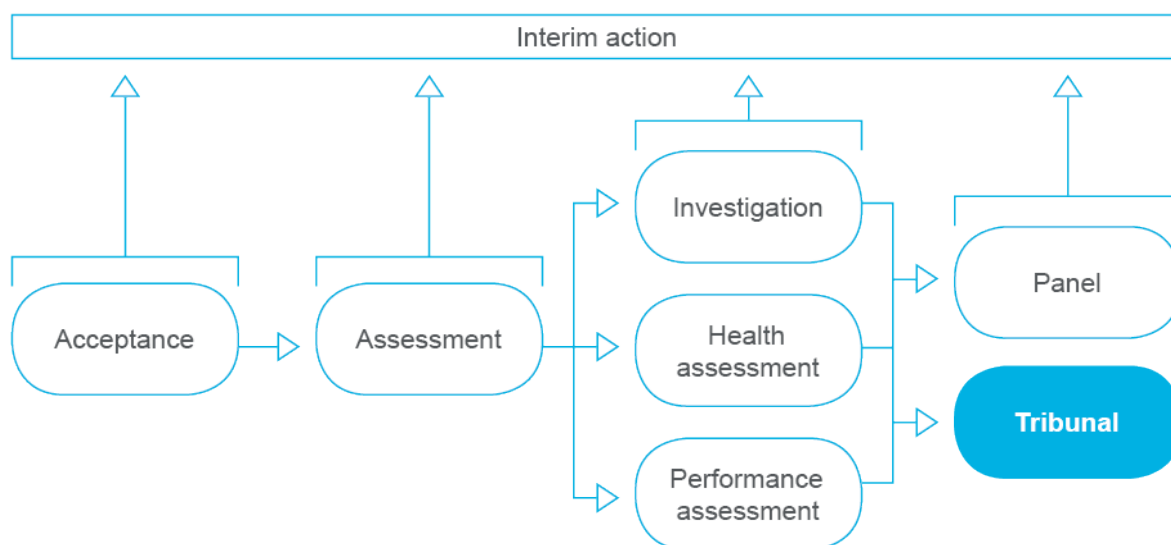 Interim action
Acceptance
Assessment
Investigation
Health
assessment
Performance
assessment
Panel
Tribunal